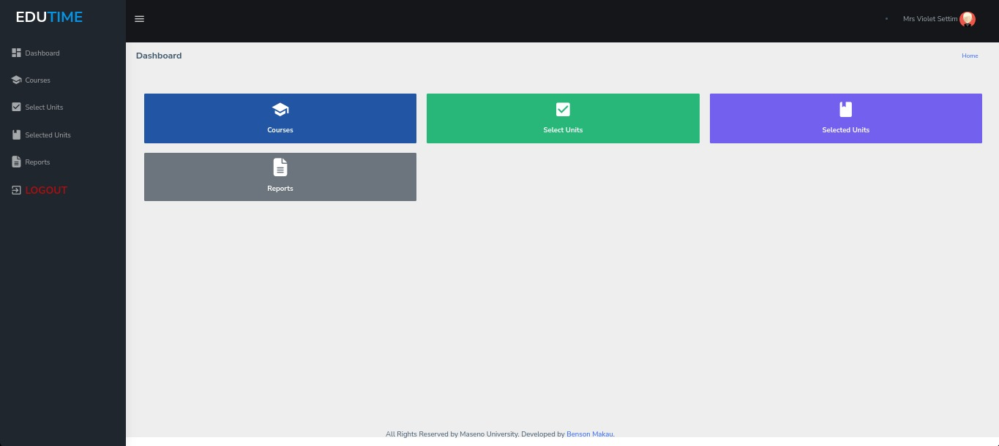 EDUTIME
Mrs Violet Settim
Dashboard
Courses
Select Units
Selected Units
Reports
LOGOUT
Dashboard
Home
Courses
Select Units
Selected Units
Reports
All Rights Reserved by Maseno University. Developed by Benson Makau.